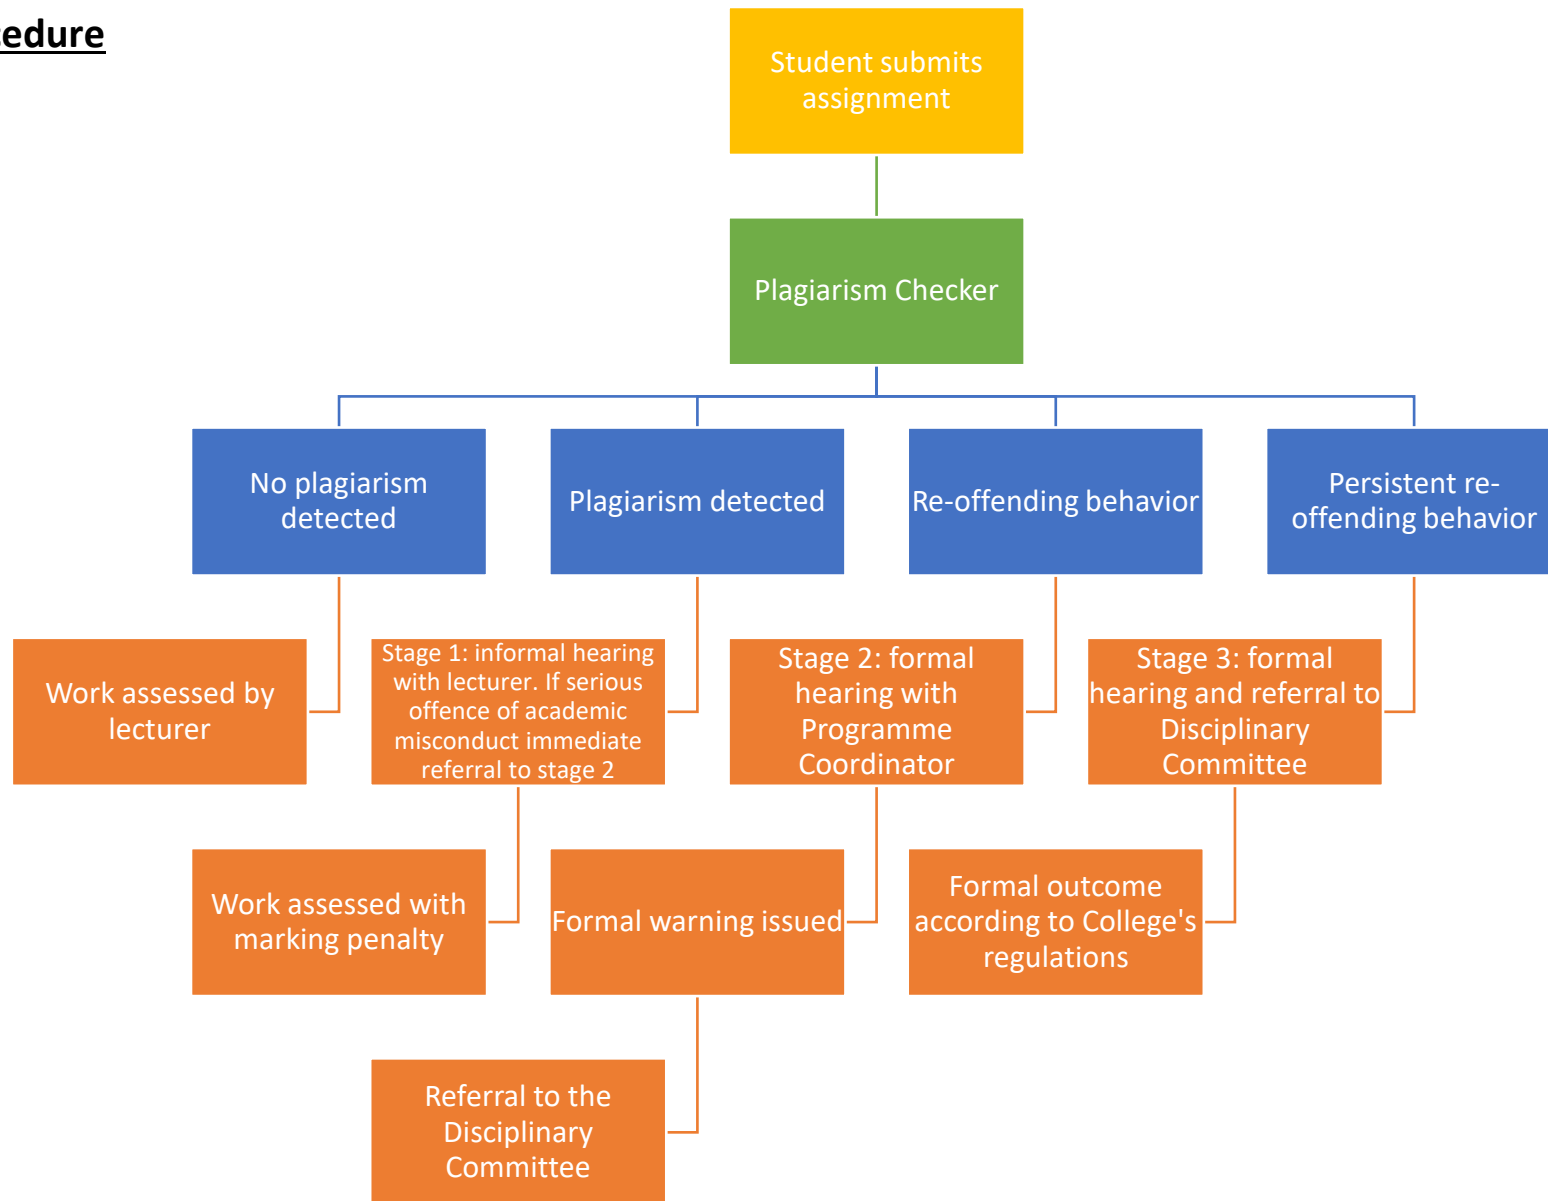 cedure
Student submits
assignment
Plagiarism Checker
No plagiarism
detected
Plagiarism detected
Re-offending behavior
Persistent re-
offending behavior
Work assessed by
lecturer
Stage 1: informal hearing
with lecturer. If serious
offence of academic
misconduct immediate
referral to stage 2
Stage 2: formal
hearing with
Programme
Coordinator
Stage 3: formal
hearing and referral to
Disciplinary
Committee
Work assessed with
marking penalty
Formal warning issued
Formal outcome
according to College's
regulations
Referral to the
Disciplinary
Committee